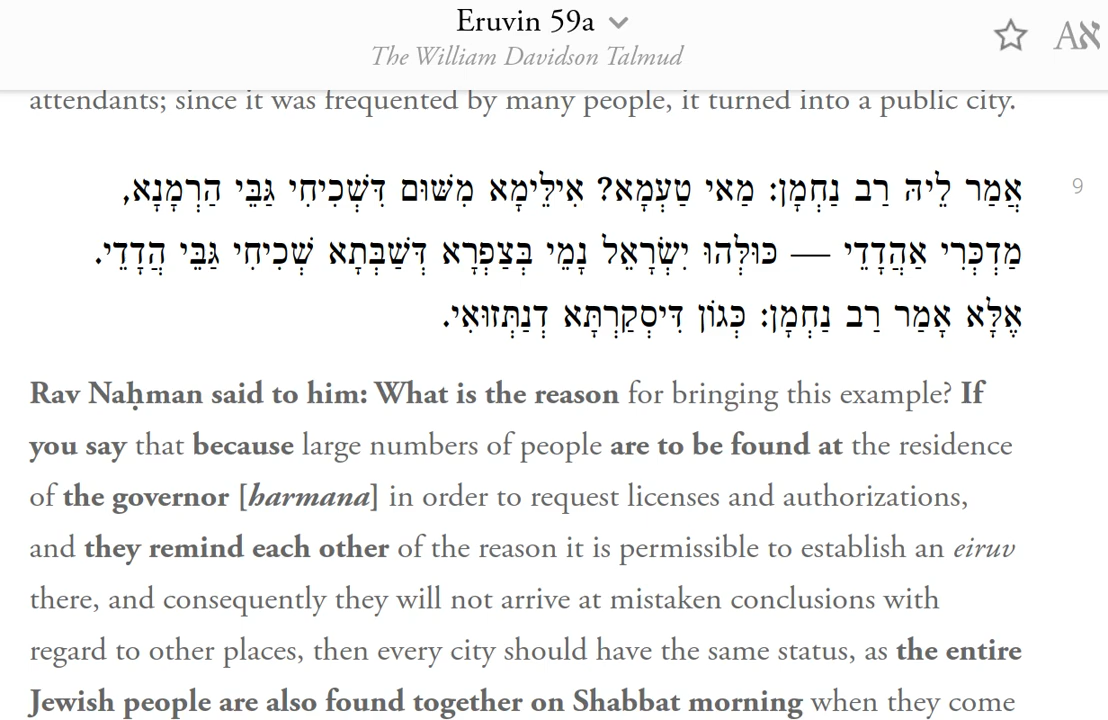 Eruvin 59a
The William Davidson Talmud
Aא
attendants; since it was frequented by many people, it turned into a public city.
אֲמַר לֵיהּ רַב נַחְמָן: מַאי טַעְמָא? אִילֵּימָא מִשּׁוּם דִּשְׁכִיחִי גַּבֵּי הַרְמָנָא,
מַדְכְּרִי אַהֲדָדֵי — כּוּלְּהוּ יִשְׂרָאֵל נָמֵי בְּצַפְרָא דְּשַׁבְּתָא שְׁכִיחִי גַּבֵּי הֲדָדֵי.
אֶלָּא אָמַר רַב נַחְמָן: כְּגוֹן דִּיסְקַרְתָּא דְנַתְּזוּאִי.
9
Rav Naḥman said to him: What is the reason for bringing this example? If
you say that because large numbers of people are to be found at the residence
of the governor [harmana] in order to request licenses and authorizations,
and they remind each other of the reason it is permissible to establish an eiruv
there, and consequently they will not arrive at mistaken conclusions with
regard to other places, then every city should have the same status, as the entire
Jewish people are also found together on Shabbat morning when they come